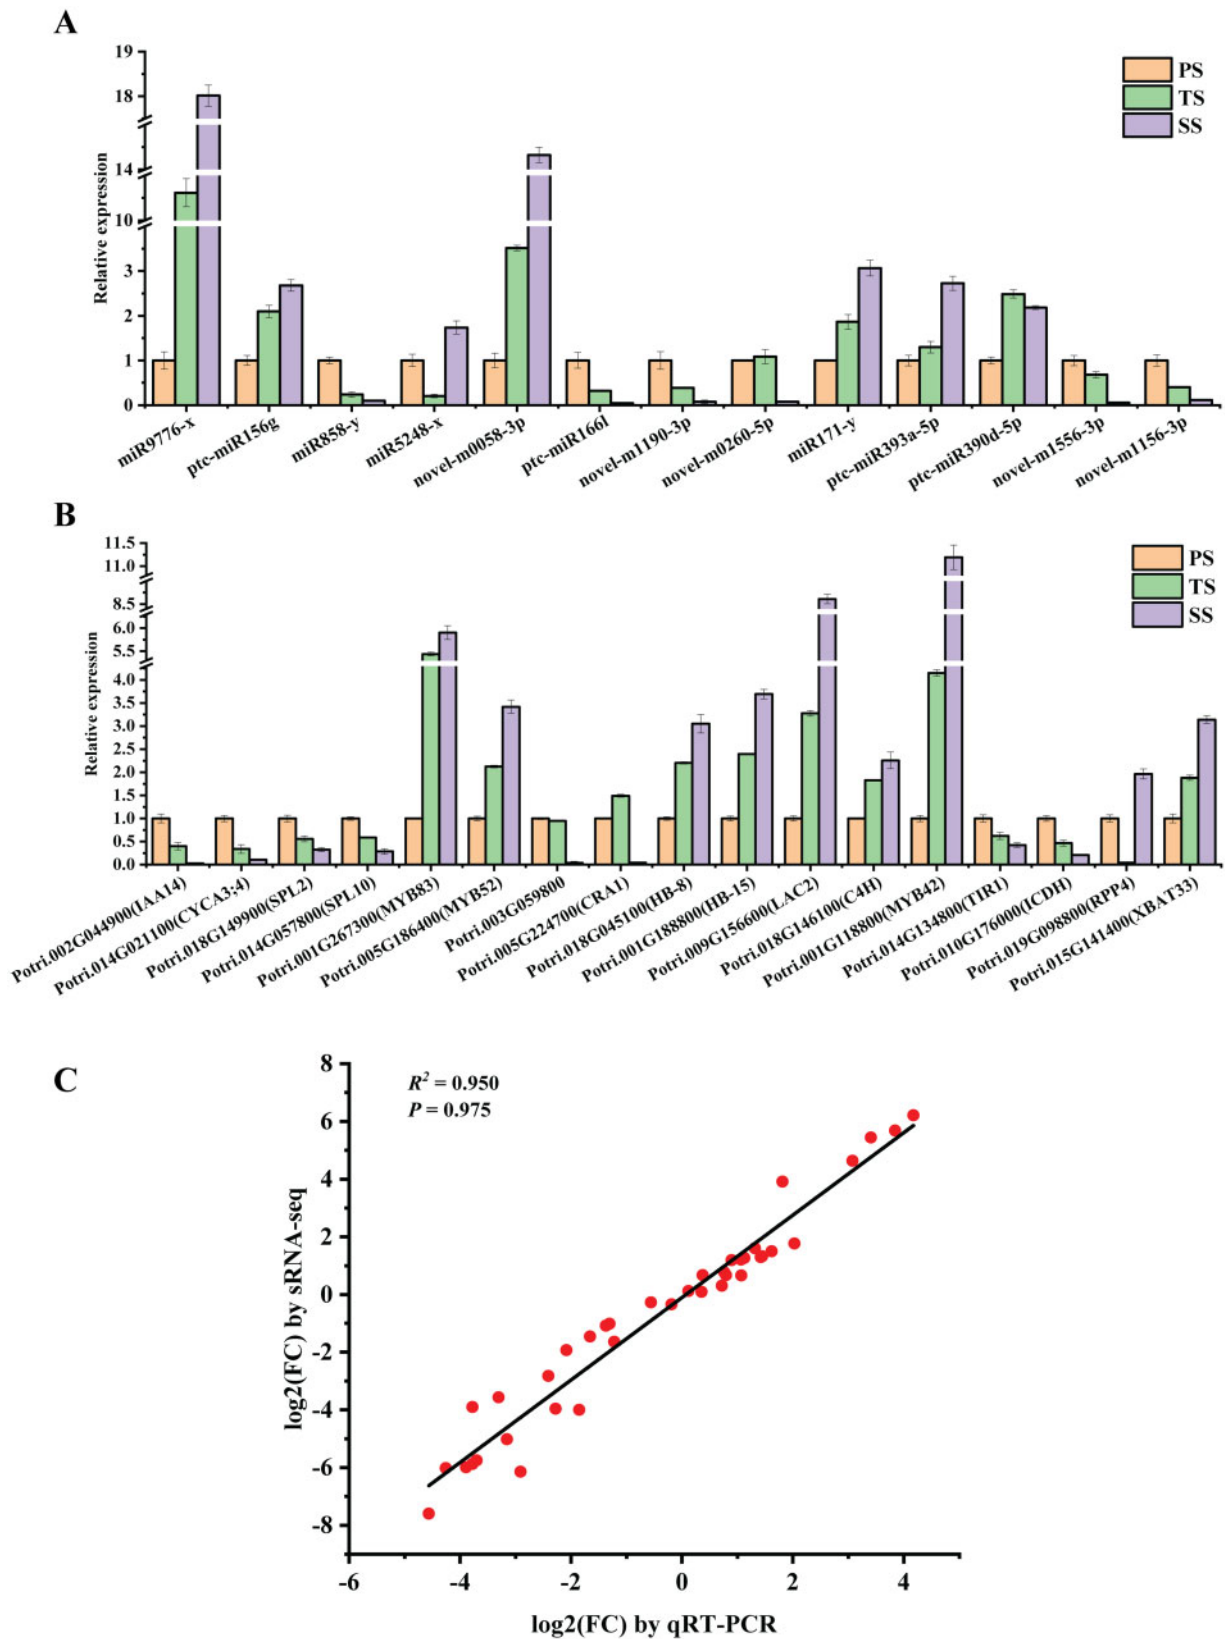 A
19
18
14
10
3
2
1
0
Relative expression
PS
TS
SS
miR9776-x
ptc-miR156g
miR858-y
miR5248-x
novel-m0058-3p
ptc-miR166l
novel-m1190-3p
novel-m0260-5p
miR171-y
ptc-miR393a-5p
ptc-miR390d-5p
novel-m1556-3p
novel-m1156-3p
B
11.5
11.0
8.5
6.0
5.5
4.0
3.5
3.0
2.5
2.0
1.5
1.0
0.5
0.0
Relative expression
PS
TS
SS
Potri.002G044900(IAA14)
Potri.014G021100(CYCA3;4)
Potri.018G149900(SPL2)
Potri.014G057800(SPL10)
Potri.001G267300(MYB83)
Potri.005G186400(MYB52)
Potri.003G059800
Potri.005G224700(CRA1)
Potri.018G045100(HB-8)
Potri.001G188800(HB-15)
Potri.009G156600(LAC2)
Potri.018G146100(C4H)
Potri.001G118800(MYB42)
Potri.014G134800(TIR1)
Potri.010G176000(ICDH)
Potri.019G098800(RPP4)
Potri.015G141400(XBAT33)
C
R² = 0.950
P = 0.975
8
6
4
2
0
-2
-4
-6
-8
log2(FC) by sRNA-seq
-6
-4
-2
0
2
4
log2(FC) by qRT-PCR